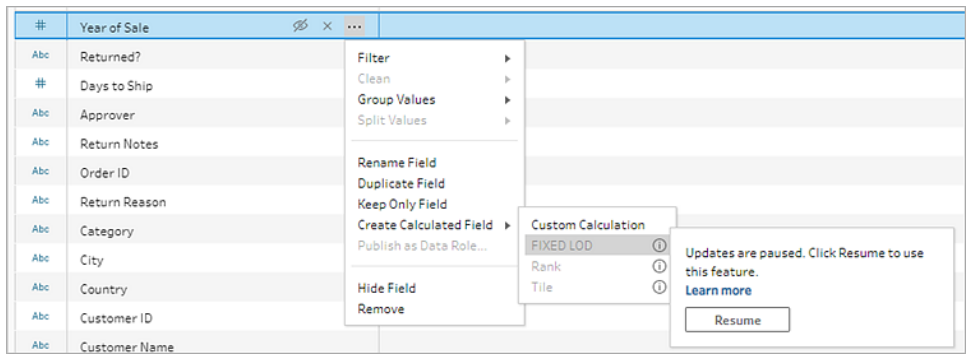 # Year of Sale
Abc Returned?
# Days to Ship
Abc Approver
Abc Return Notes
Abc Order ID
Abc Return Reason
Abc Category
Abc City
Abc Country
Abc Customer ID
Abc Customer Name
Filter
Clean
Group Values
Split Values
Rename Field
Duplicate Field
Keep Only Field
Create Calculated Field
Publish as Data Role...
Hide Field
Remove
Custom Calculation
FIXED LOD
Rank
Tile
Updates are paused. Click Resume to use
this feature.
Learn more
Resume